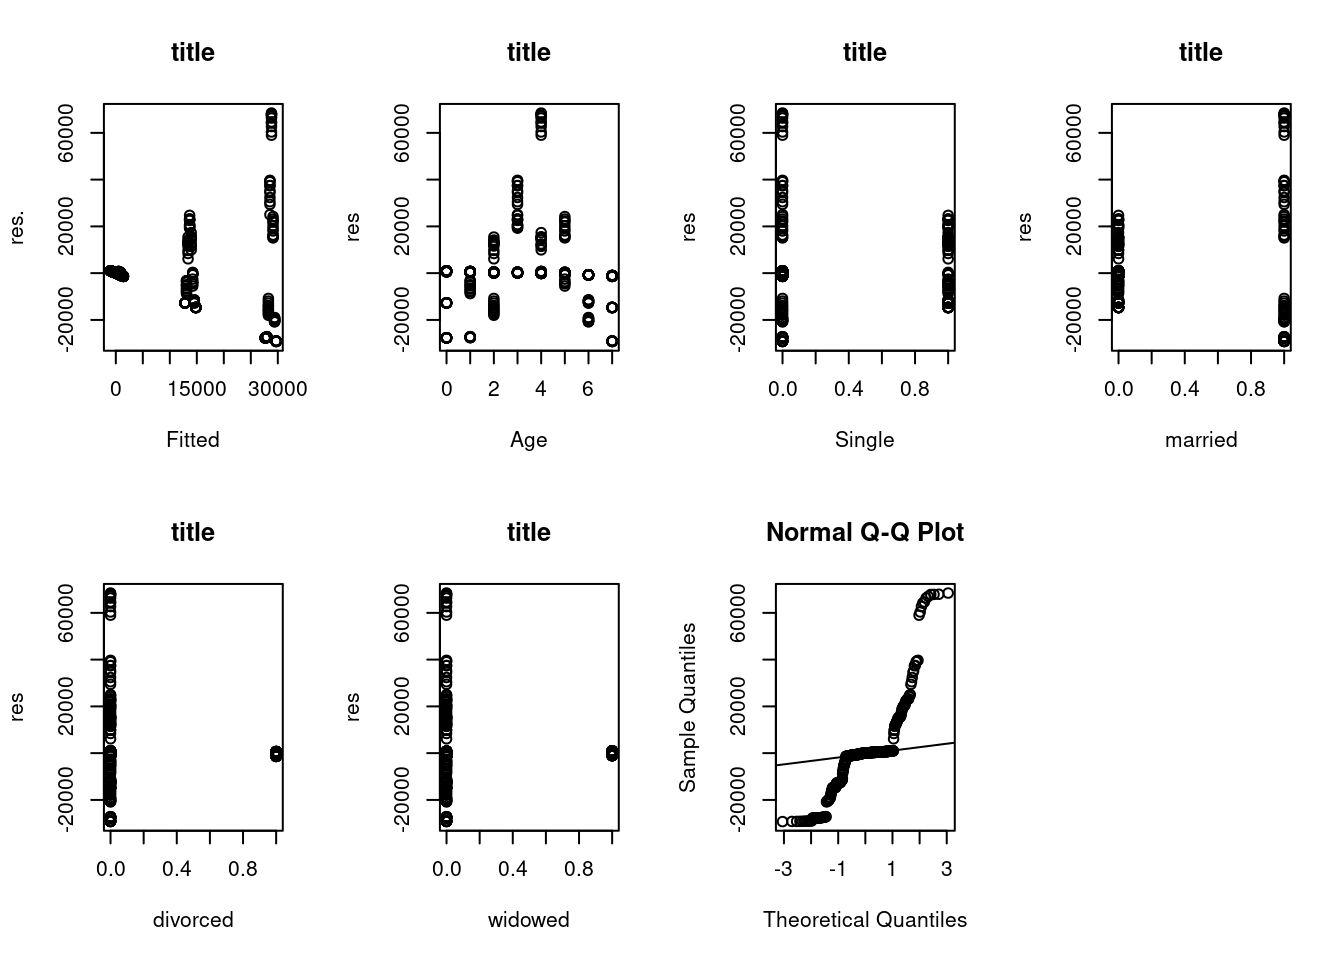 title
60000
20000
-20000
res.
0 15000 30000
Fitted
title
60000
20000
-20000
res
0 2 4 6
Age
title
60000
20000
-20000
res
0.0 0.4 0.8
Single
title
60000
20000
-20000
res
0.0 0.4 0.8
married
title
60000
20000
-20000
res
0.0 0.4 0.8
divorced
title
60000
20000
-20000
res
0.0 0.4 0.8
widowed
Normal Q-Q Plot
60000
20000
-20000
Sample Quantiles
-3 -1 1 3
Theoretical Quantiles